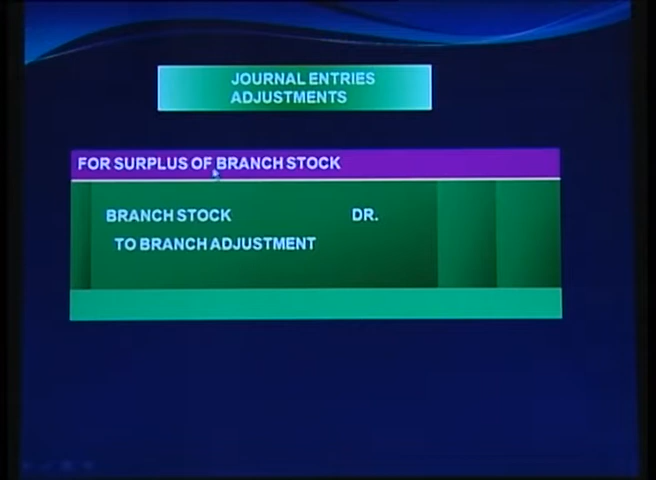 JOURNAL ENTRIES
ADJUSTMENTS
FOR SURPLUS OF BRANCH STOCK
BRANCH STOCK DR.
TO BRANCH ADJUSTMENT